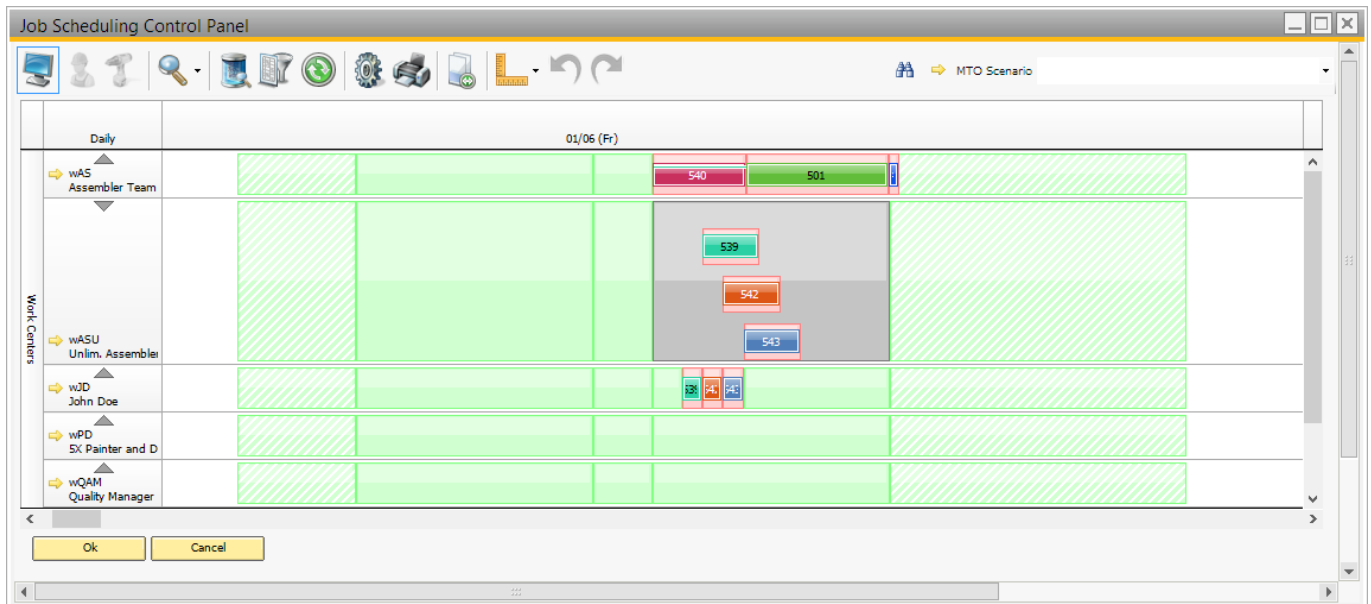 Job Scheduling Control Panel
MTO Scenario
Daily
01/06 (Fr)
Work Centers
wAS
Assembler Team
540
501
539
542
543
wASU
Unlim. Assembler
wJD
John Doe
wPD
5X Painter and D
wQAM
Quality Manager
Ok
Cancel